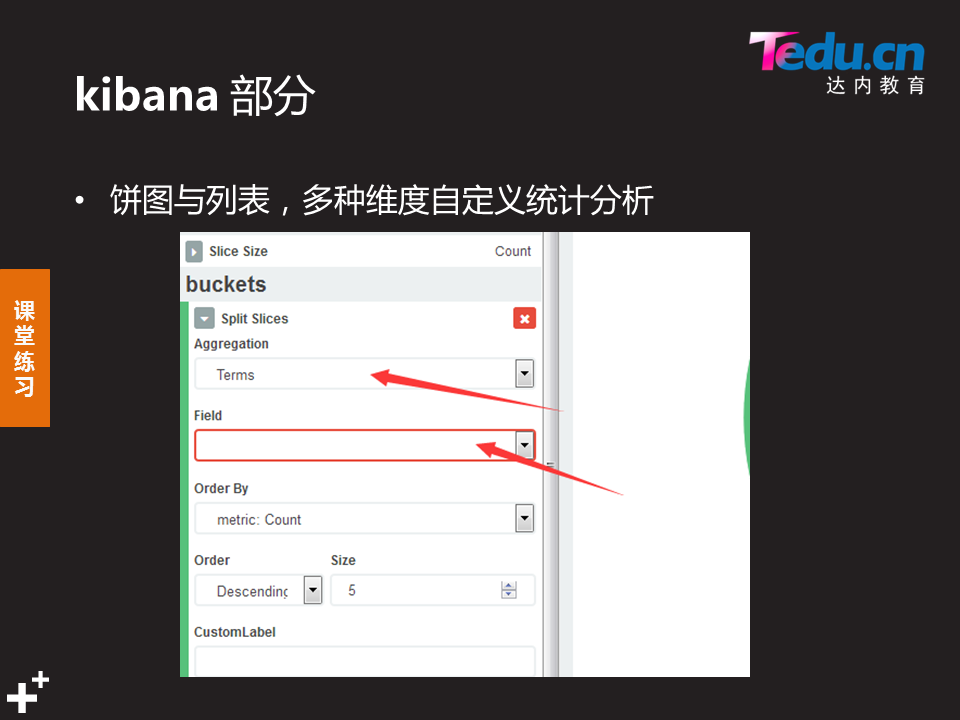 Tedu.cn
达内教育
kibana 部分
• 饼图与列表，多种维度自定义统计分析
课堂练习
Slice Size Count
buckets
Split Slices
Aggregation
Terms
Field
Order By
metric: Count
Order Size
Descending 5
CustomLabel